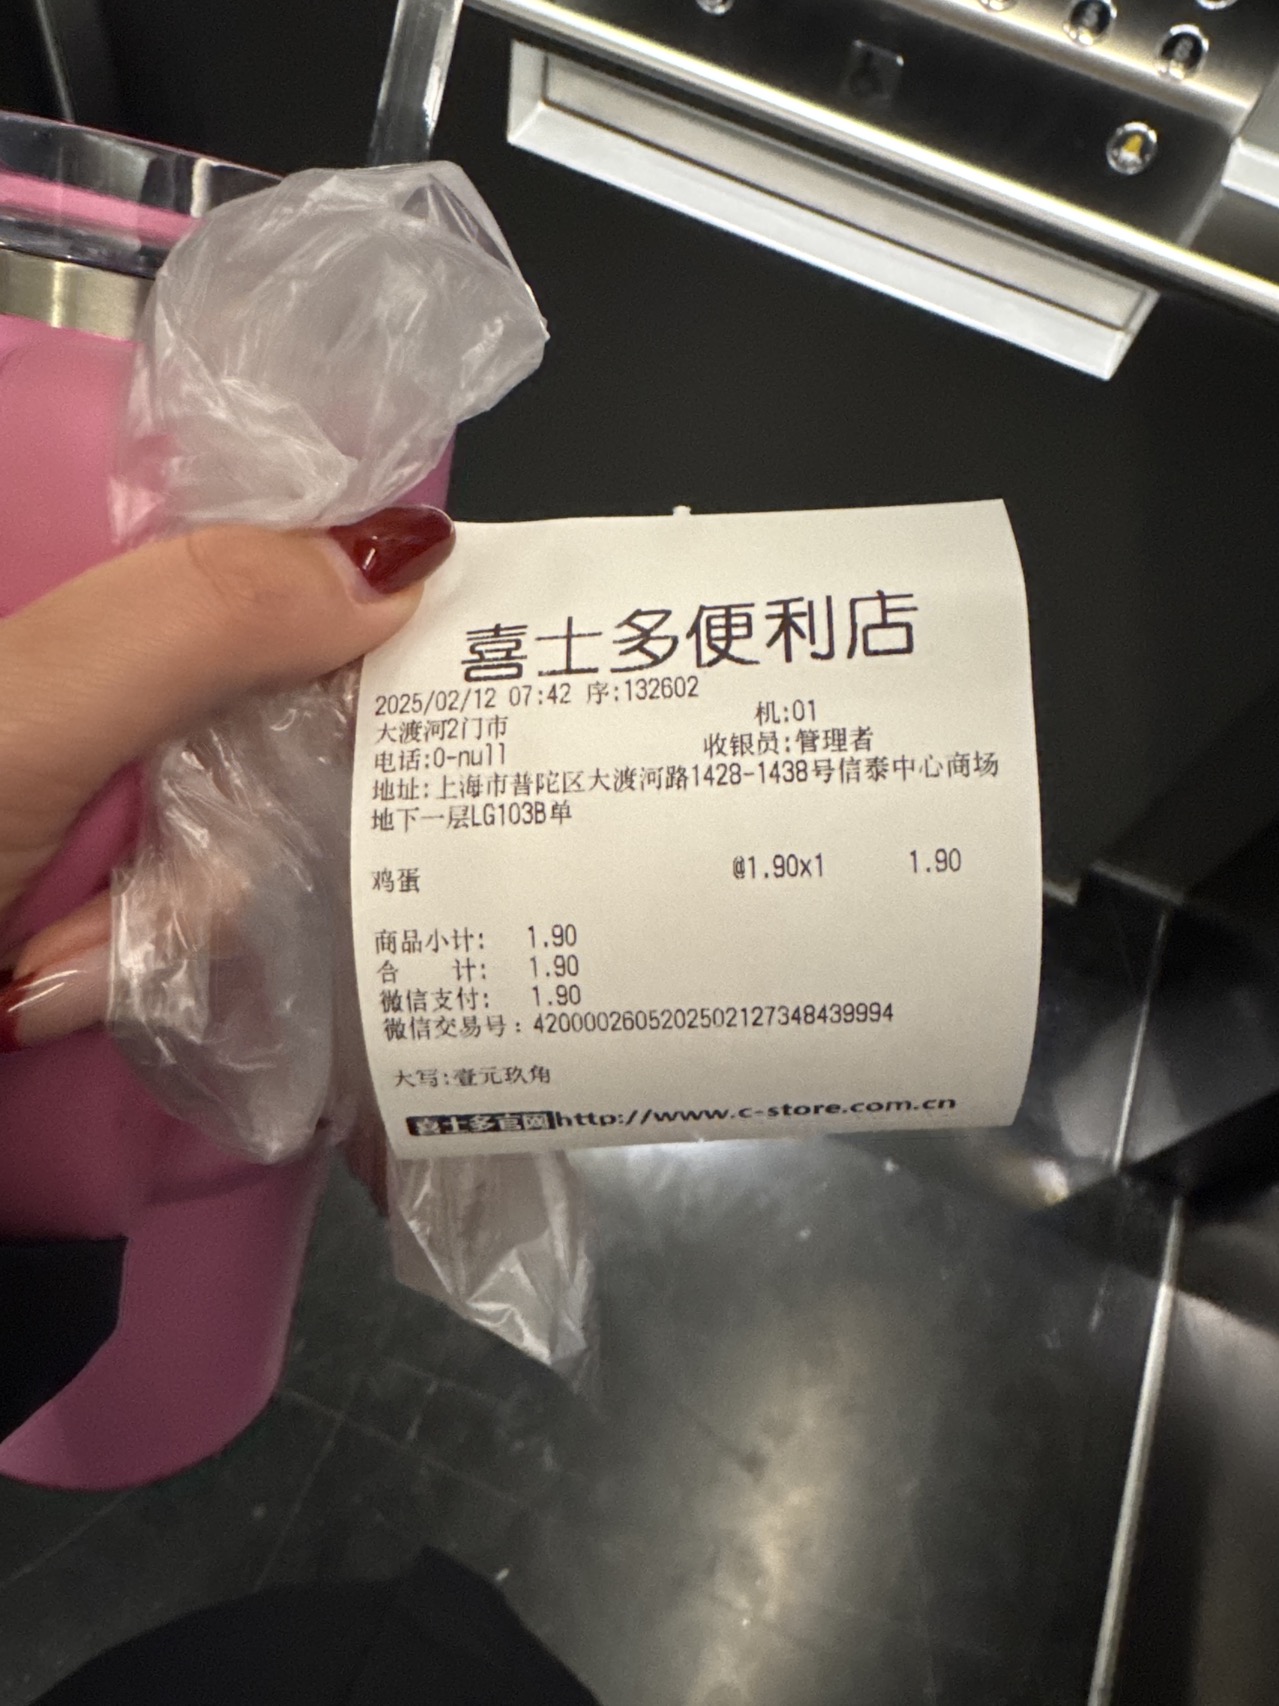 喜士多便利店
2025/02/12 07:42 序:132602
大渡河2门市 机:01
电话:0-null 收银员:管理者
地址:上海市普陀区大渡河路1428-1438号信泰中心商场
地下一层LG103B单
鸡蛋 @1.90x1 1.90
商品小计: 1.90
合 计: 1.90
微信支付: 1.90
微信交易号:4200002605202502127348439994
大写:壹元玖角
喜士多官网http://www.c-store.com.cn